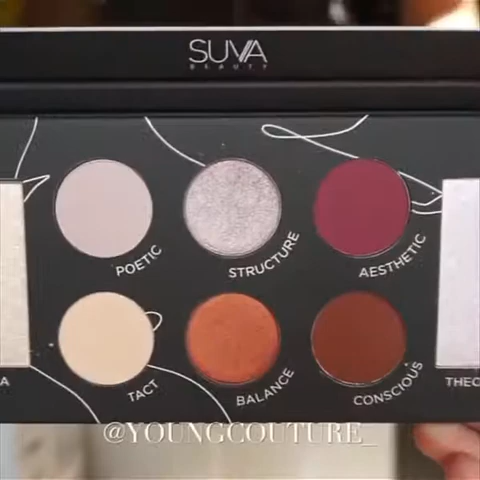 SUVA
BEAUTY
POETIC
STRUCTURE
AESTHETIC
TACT
BALANCE
CONSCIOUS
@YOUNGCOUTURE_